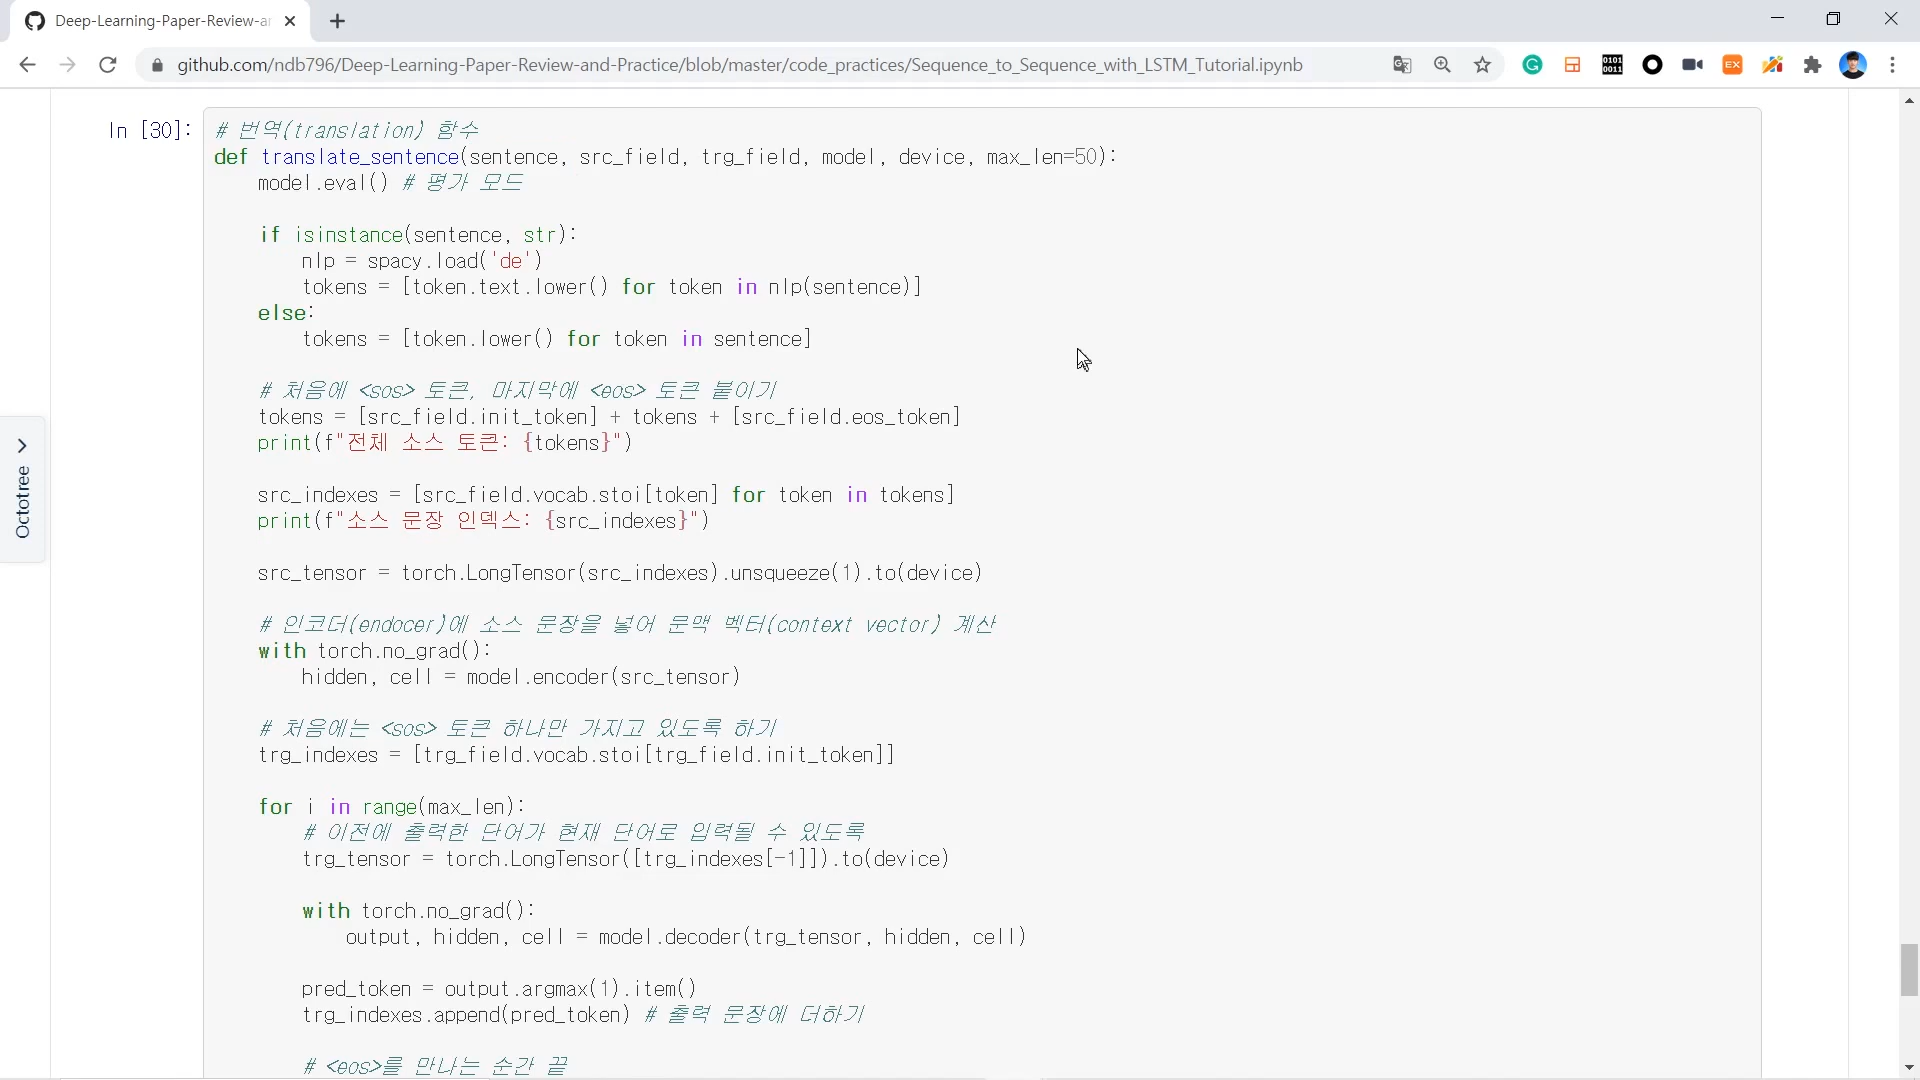 Deep-Learning-Paper-Review-ar
github.com/ndb796/Deep-Learning-Paper-Review-and-Practice/blob/master/code_practices/Sequence_to_Sequence_with_LSTM_Tutorial.ipynb
0101
0011
EX
Octotree
In [30]:
# 번역(translation) 함수
def translate_sentence(sentence, src_field, trg_field, model, device, max_len=50):
    model.eval() # 평가 모드
    if isinstance(sentence, str):
        nlp = spacy.load('de')
        tokens = [token.text.lower() for token in nlp(sentence)]
    else:
        tokens = [token.lower() for token in sentence]
    # 처음에 <sos> 토큰, 마지막에 <eos> 토큰 붙이기
    tokens = [src_field.init_token] + tokens + [src_field.eos_token]
    print(f"전체 소스 토큰: {tokens}")
    src_indexes = [src_field.vocab.stoi[token] for token in tokens]
    print(f"소스 문장 인덱스: {src_indexes}")
    src_tensor = torch.LongTensor(src_indexes).unsqueeze(1).to(device)
    # 인코더(endocer)에 소스 문장을 넣어 문맥 벡터(context vector) 계산
    with torch.no_grad():
        hidden, cell = model.encoder(src_tensor)
    # 처음에는 <sos> 토큰 하나만 가지고 있도록 하기
    trg_indexes = [trg_field.vocab.stoi[trg_field.init_token]]
    for i in range(max_len):
        # 이전에 출력한 단어가 현재 단어로 입력될 수 있도록
        trg_tensor = torch.LongTensor([trg_indexes[-1]]).to(device)
        with torch.no_grad():
            output, hidden, cell = model.decoder(trg_tensor, hidden, cell)
        pred_token = output.argmax(1).item()
        trg_indexes.append(pred_token) # 출력 문장에 더하기
        # <eos>를 만나는 순간 끝